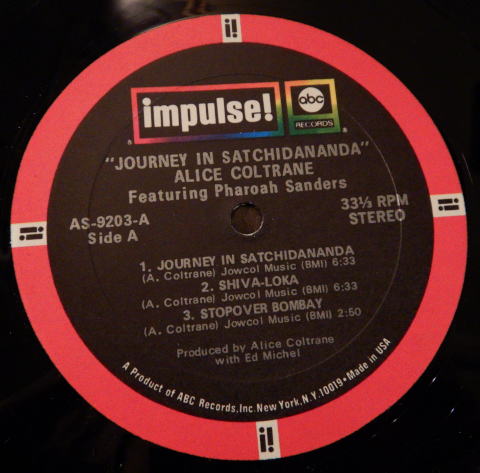 impulse!
abc
RECORDS
"JOURNEY IN SATCHIDANANDA"
ALICE COLTRANE
Featuring Pharoah Sanders
AS-9203-A
Side A
33⅓ RPM
STEREO
1. JOURNEY IN SATCHIDANANDA
(A. Coltrane) Jowcol Music (BMI) 6:33
2. SHIVA-LOKA
(A. Coltrane) Jowcol Music (BMI) 6:33
3. STOPOVER BOMBAY
(A. Coltrane) Jowcol Music (BMI) 2:50
Produced by Alice Coltrane
with Ed Michel
A Product of ABC Records, Inc. New York, N.Y. 10019 • Made in USA
i!
i!
i!
i!